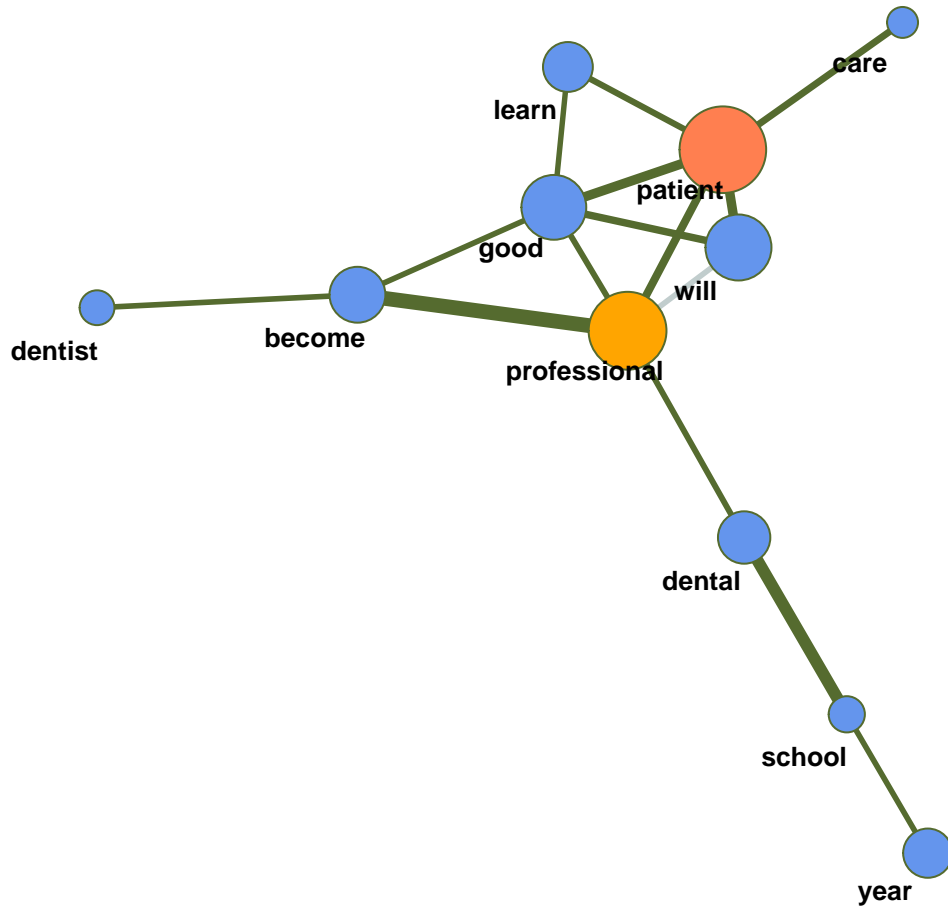 care
learn
patient
good
will
become
dentist
professional
dental
school
year